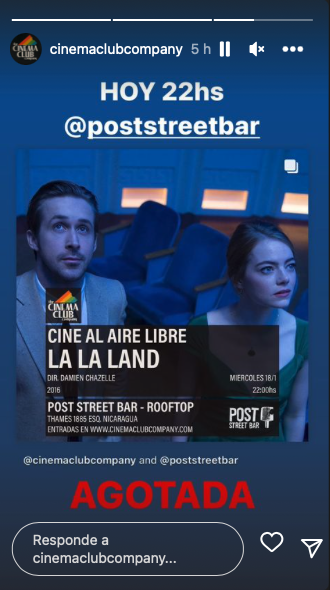 cinemaclubcompany 5 h
HOY 22hs
@poststreetbar
THE
CINEMA
CLUB
COMPANY
CINE AL AIRE LIBRE
LA LA LAND
DIR. DAMIEN CHAZELLE
MIERCOLES 18/1
2016
22:00hs
POST STREET BAR - ROOFTOP
THAMES 1885 ESQ. NICARAGUA
ENTRADAS EN WWW.CINEMACLUBCOMPANY.COM
POST
STREET BAR
@cinemaclubcompany and @poststreetbar
AGOTADA
Responde a
cinemaclubcompany...